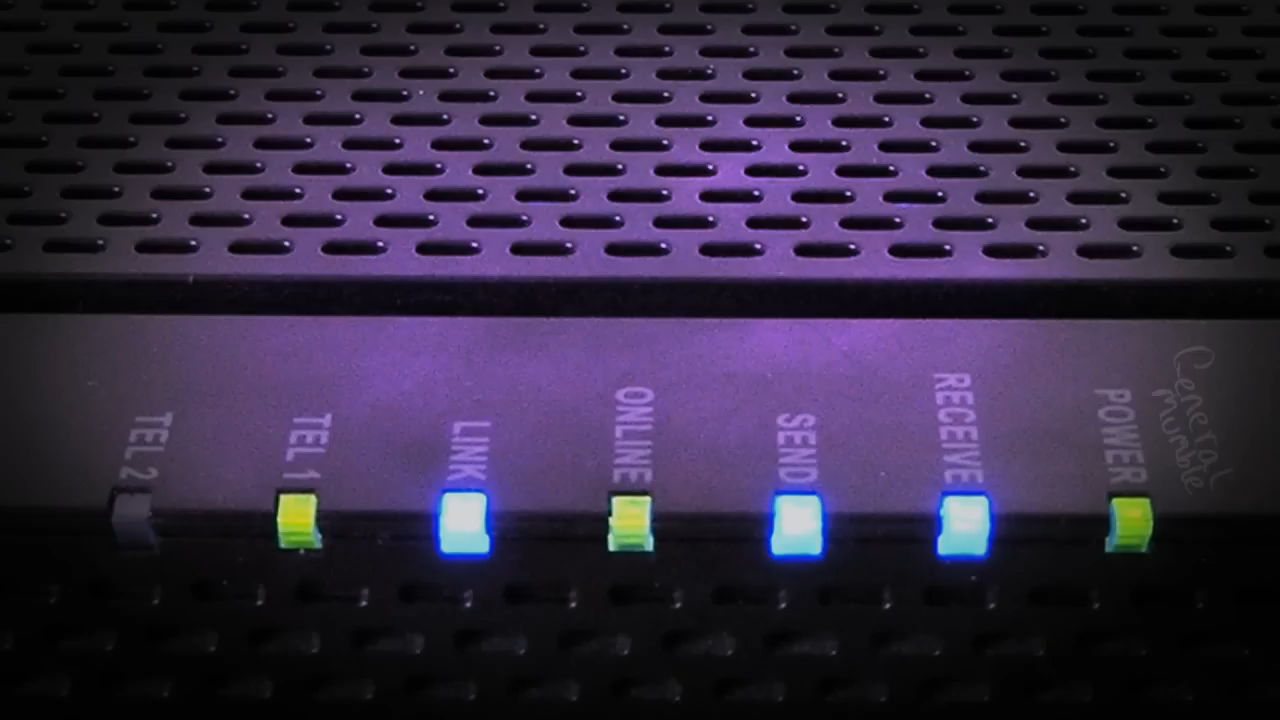 TEL 2
TEL 1
LINK
ONLINE
SEND
RECEIVE
POWER
General
Mumble